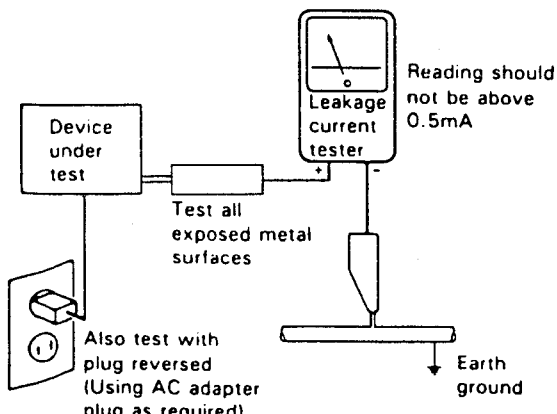 Device
under
test
Leakage
current
tester
+ -
Reading should
not be above
0.5mA
Test all
exposed metal
surfaces
Also test with
plug reversed
(Using AC adapter
plug as required)
Earth
ground